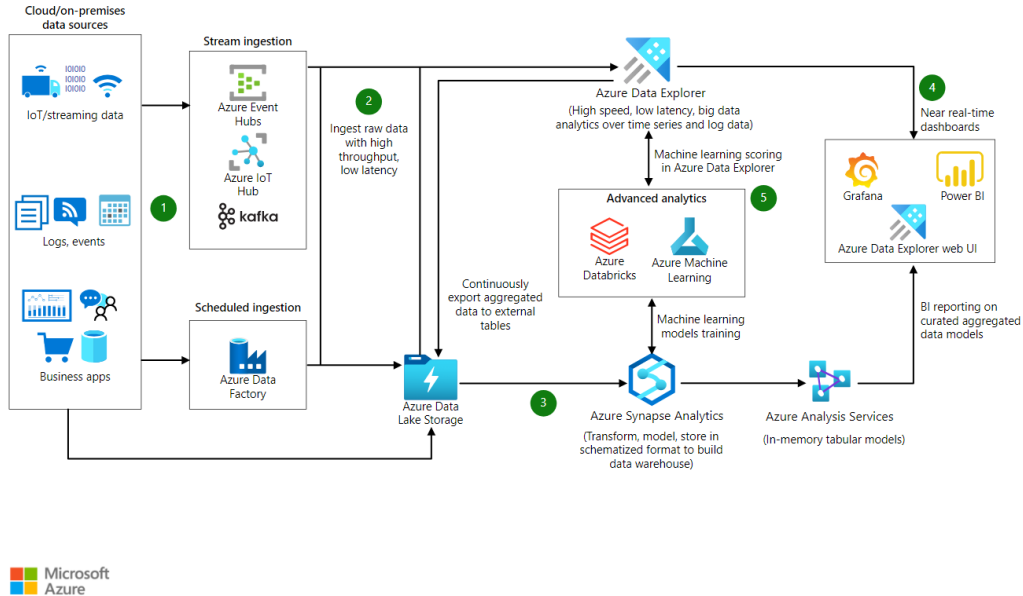 Cloud/on-premises
data sources
IoT/streaming data
Logs, events
Business apps
1
Stream ingestion
Azure Event
Hubs
Azure IoT
Hub
kafka
Scheduled ingestion
Azure Data
Factory
2
Ingest raw data
with high
throughput,
low latency
Azure Data
Lake Storage
Continuously
export aggregated
data to external
tables
3
Azure Data Explorer
(High speed, low latency, big data
analytics over time series and log data)
Machine learning scoring
in Azure Data Explorer
5
Advanced analytics
Azure
Databricks
Azure Machine
Learning
Machine learning
models training
Azure Synapse Analytics
(Transform, model, store in
schematized format to build
data warehouse)
Azure Analysis Services
(In-memory tabular models)
4
Near real-time
dashboards
Grafana
Power BI
Azure Data Explorer web UI
BI reporting on
curated aggregated
data models
Microsoft
Azure